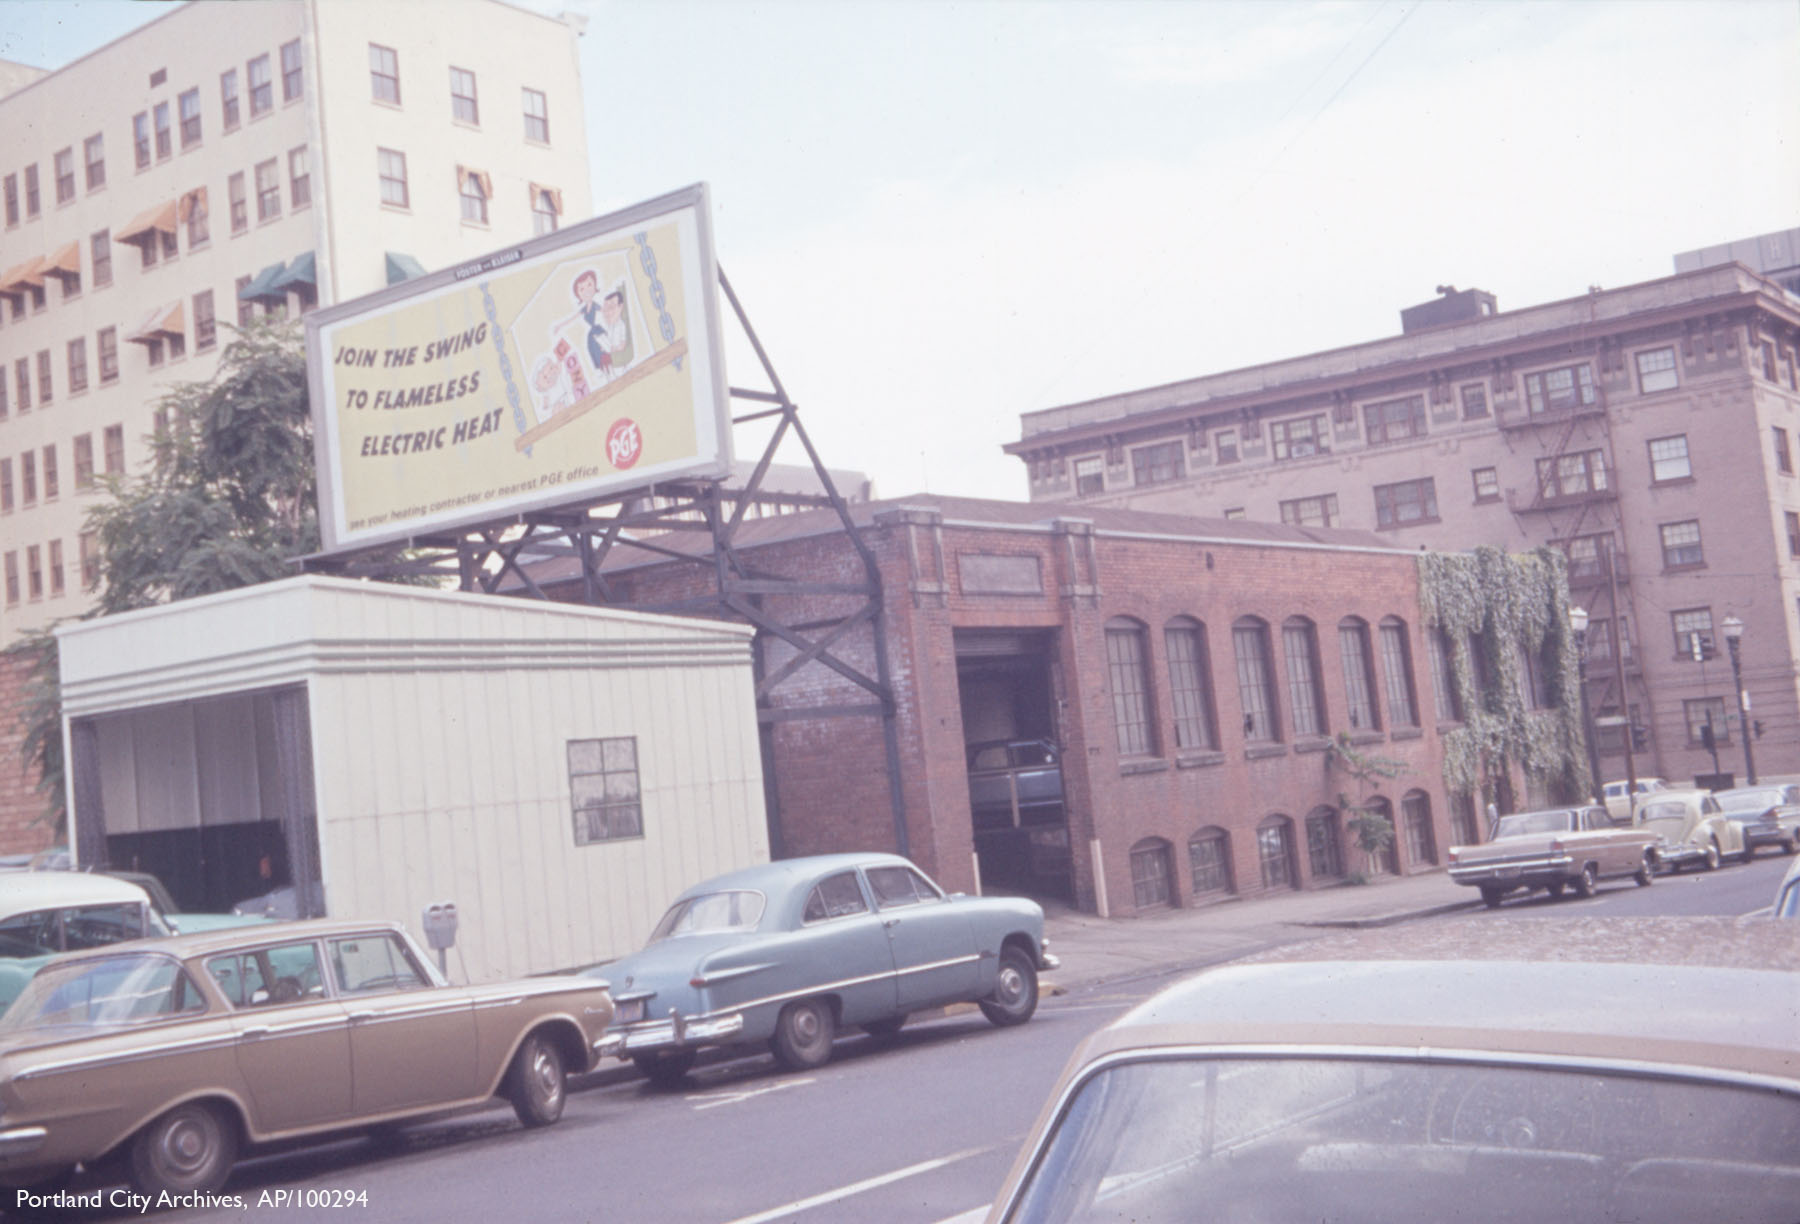 FOSTER AND KLEISER
JOIN THE SWING
TO FLAMELESS
ELECTRIC HEAT
PGE
see your heating contractor or nearest PGE office
Portland City Archives, AP/100294